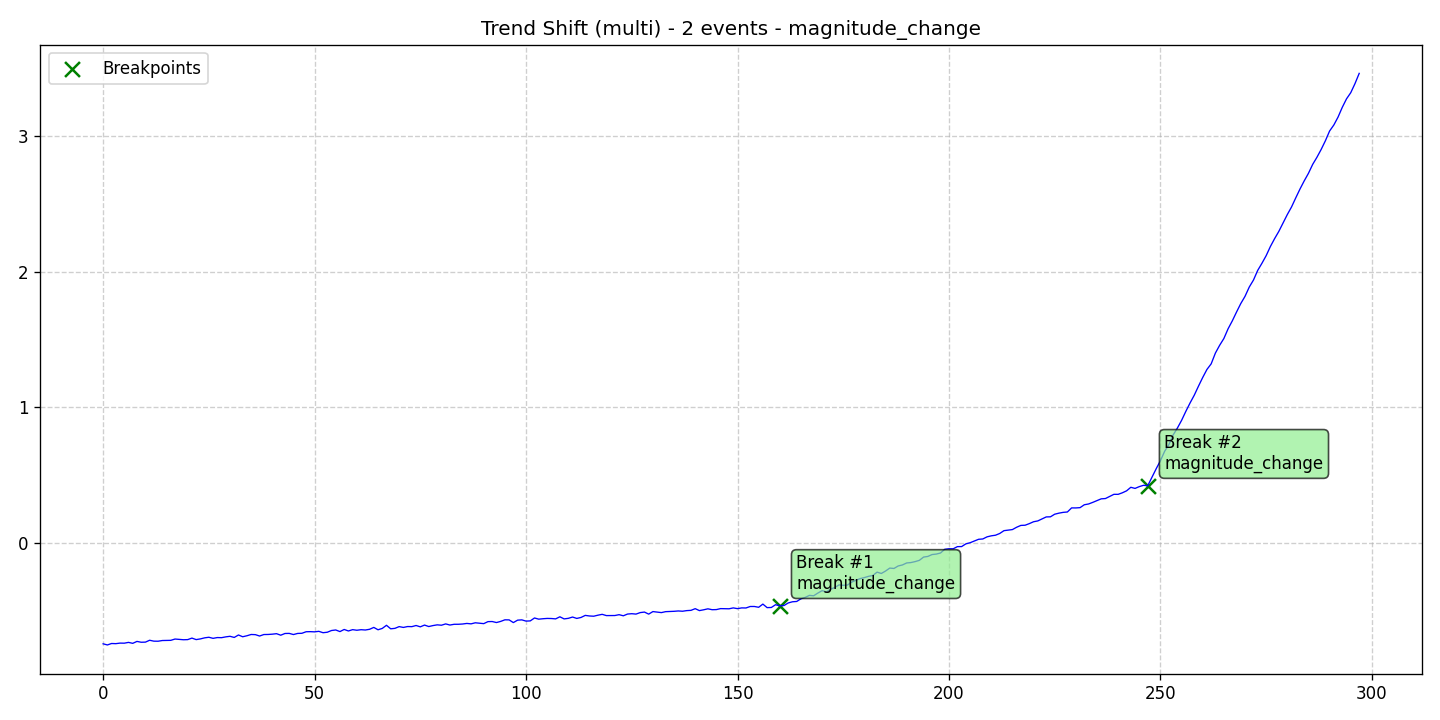 Trend Shift (multi) - 2 events - magnitude_change
Breakpoints
3
2
1
0
Break #2
magnitude_change
Break #1
magnitude_change
0
50
100
150
200
250
300